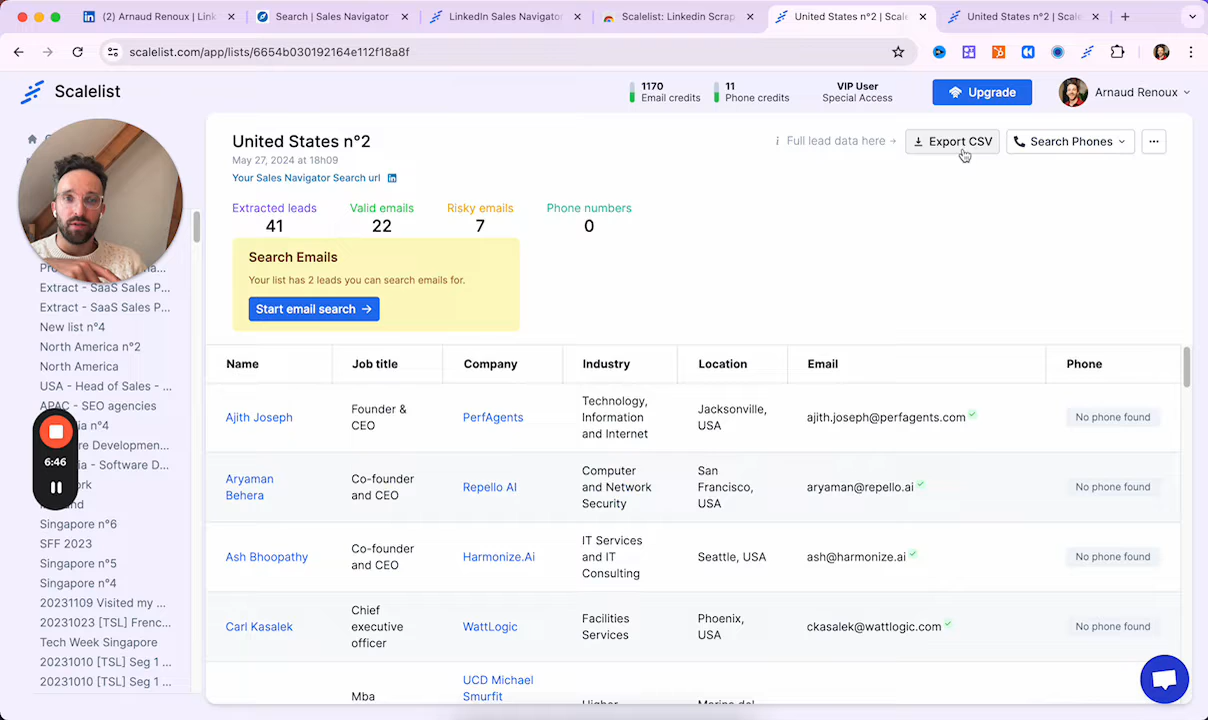 (2) Arnaud Renoux | Link
Search | Sales Navigator
LinkedIn Sales Navigator
Scalelist: Linkedin Scrap
United States n°2 | Scale
United States n°2 | Scale
scalelist.com/app/lists/6654b030192164e112f18a8f
Scalelist
1170
Email credits
11
Phone credits
VIP User
Special Access
Upgrade
Arnaud Renoux
United States n°2
May 27, 2024 at 18h09
Your Sales Navigator Search url
Full lead data here →
Export CSV
Search Phones
Extracted leads
41
Valid emails
22
Risky emails
7
Phone numbers
0
Search Emails
Your list has 2 leads you can search emails for.
Start email search →
Extract - SaaS Sales P...
Extract - SaaS Sales P...
New list n°4
North America n°2
North America
USA - Head of Sales - ...
APAC - SEO agencies
n°4
re Developmen...
ia - Software D...
Singapore n°6
SFF 2023
Singapore n°5
Singapore n°4
20231109 Visited my ...
20231023 [TSL] Frenc...
Tech Week Singapore
20231010 [TSL] Seg 1 ...
20231010 [TSL] Seg 1 ...
6:46
Name
Job title
Company
Industry
Location
Email
Phone
Ajith Joseph
Founder &
CEO
PerfAgents
Technology,
Information
and Internet
Jacksonville,
USA
ajith.joseph@perfagents.com
No phone found
Aryaman
Behera
Co-founder
and CEO
Repello AI
Computer
and Network
Security
San
Francisco,
USA
aryaman@repello.ai
No phone found
Ash Bhoopathy
Co-founder
and CEO
Harmonize.Ai
IT Services
and IT
Consulting
Seattle, USA
ash@harmonize.ai
No phone found
Carl Kasalek
Chief
executive
officer
WattLogic
Facilities
Services
Phoenix,
USA
ckasalek@wattlogic.com
No phone found
Mba
UCD Michael
Smurfit